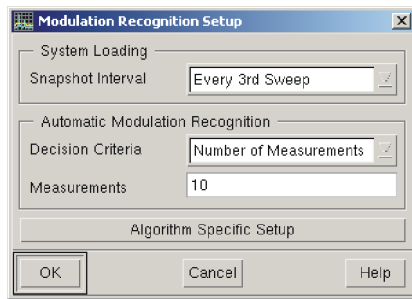 Modulation Recognition Setup
System Loading
Snapshot Interval Every 3rd Sweep
Automatic Modulation Recognition
Decision Criteria Number of Measurements
Measurements 10
Algorithm Specific Setup
OK Cancel Help